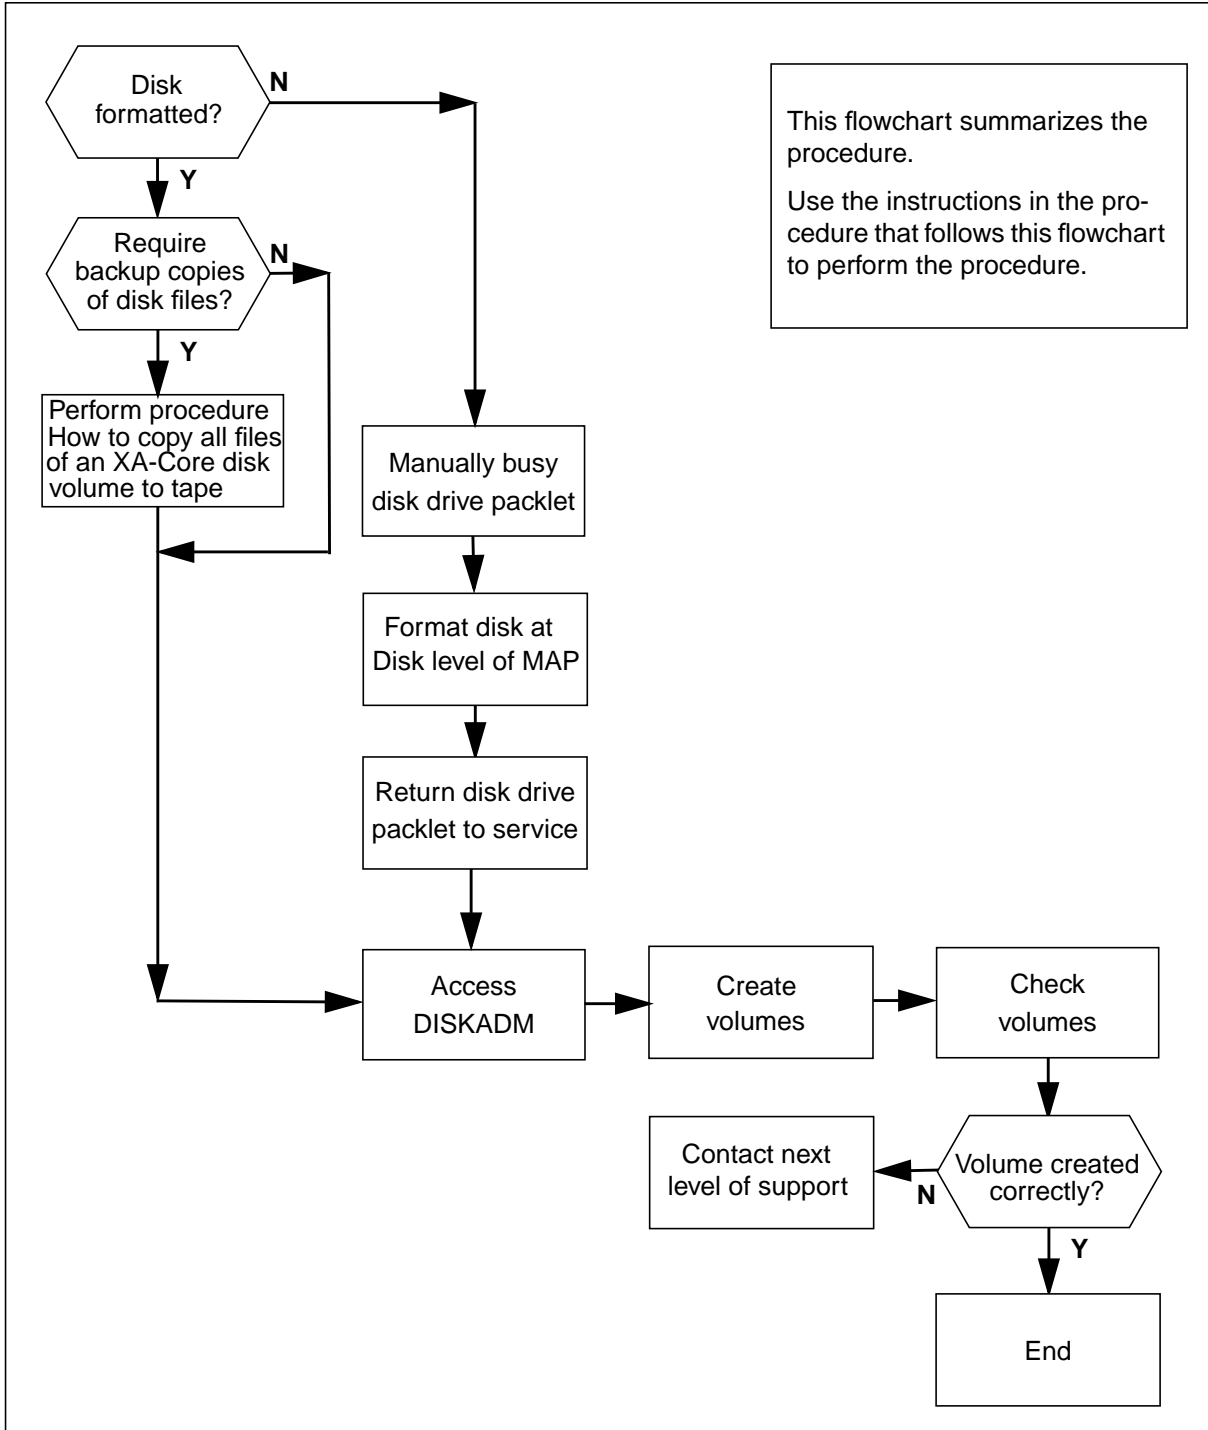 Disk
formatted?
N
Y
Require
backup copies
of disk files?
N
Y
Perform procedure
How to copy all files
of an XA-Core disk
volume to tape
This flowchart summarizes the
procedure.
Use the instructions in the pro-
cedure that follows this flowchart
to perform the procedure.
Manually busy
disk drive packlet
Format disk at
Disk level of MAP
Return disk drive
packlet to service
Access
DISKADM
Create
volumes
Check
volumes
Volume created
correctly?
N
Contact next
level of support
Y
End